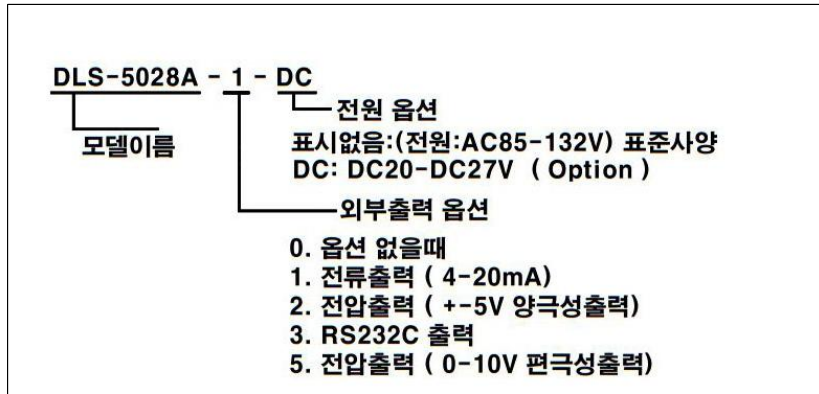 DLS-5028A - 1 - DC
전원 옵션
모델이름
표시없음:(전원:AC85-132V) 표준사양
DC: DC20-DC27V ( Option )
외부출력 옵션
0. 옵션 없을때
1. 전류출력 ( 4-20mA)
2. 전압출력 ( +-5V 양극성출력)
3. RS232C 출력
5. 전압출력 ( 0-10V 편극성출력)